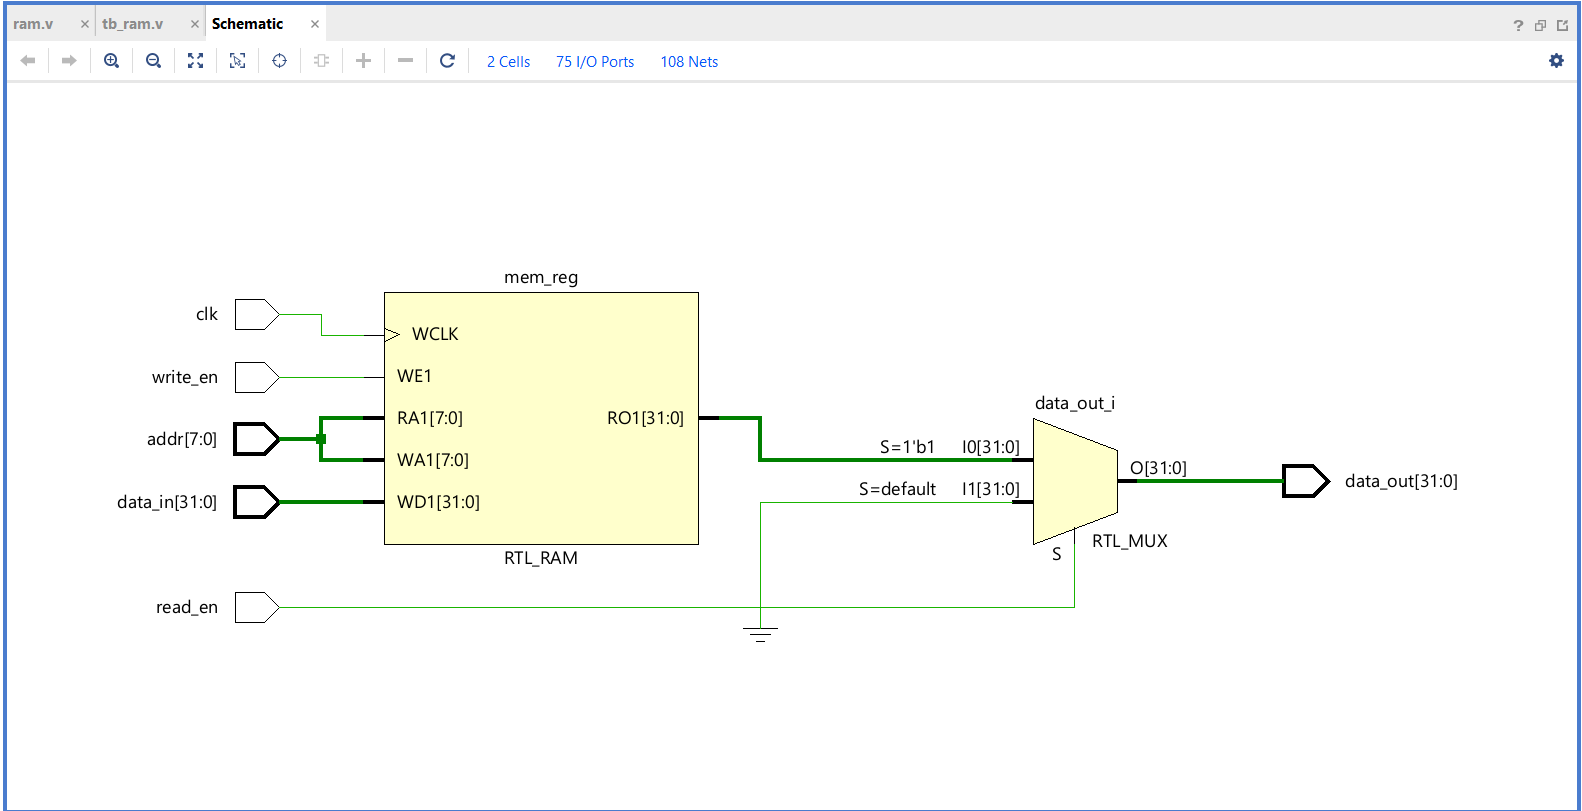 ram.v × tb_ram.v × Schematic ×
?
2 Cells 75 I/O Ports 108 Nets
mem_reg
clk
WCLK
write_en
WE1
addr[7:0]
RA1[7:0]
RO1[31:0]
WA1[7:0]
data_in[31:0]
WD1[31:0]
RTL_RAM
read_en
data_out_i
S=1'b1 I0[31:0]
S=default I1[31:0]
O[31:0]
data_out[31:0]
S
RTL_MUX